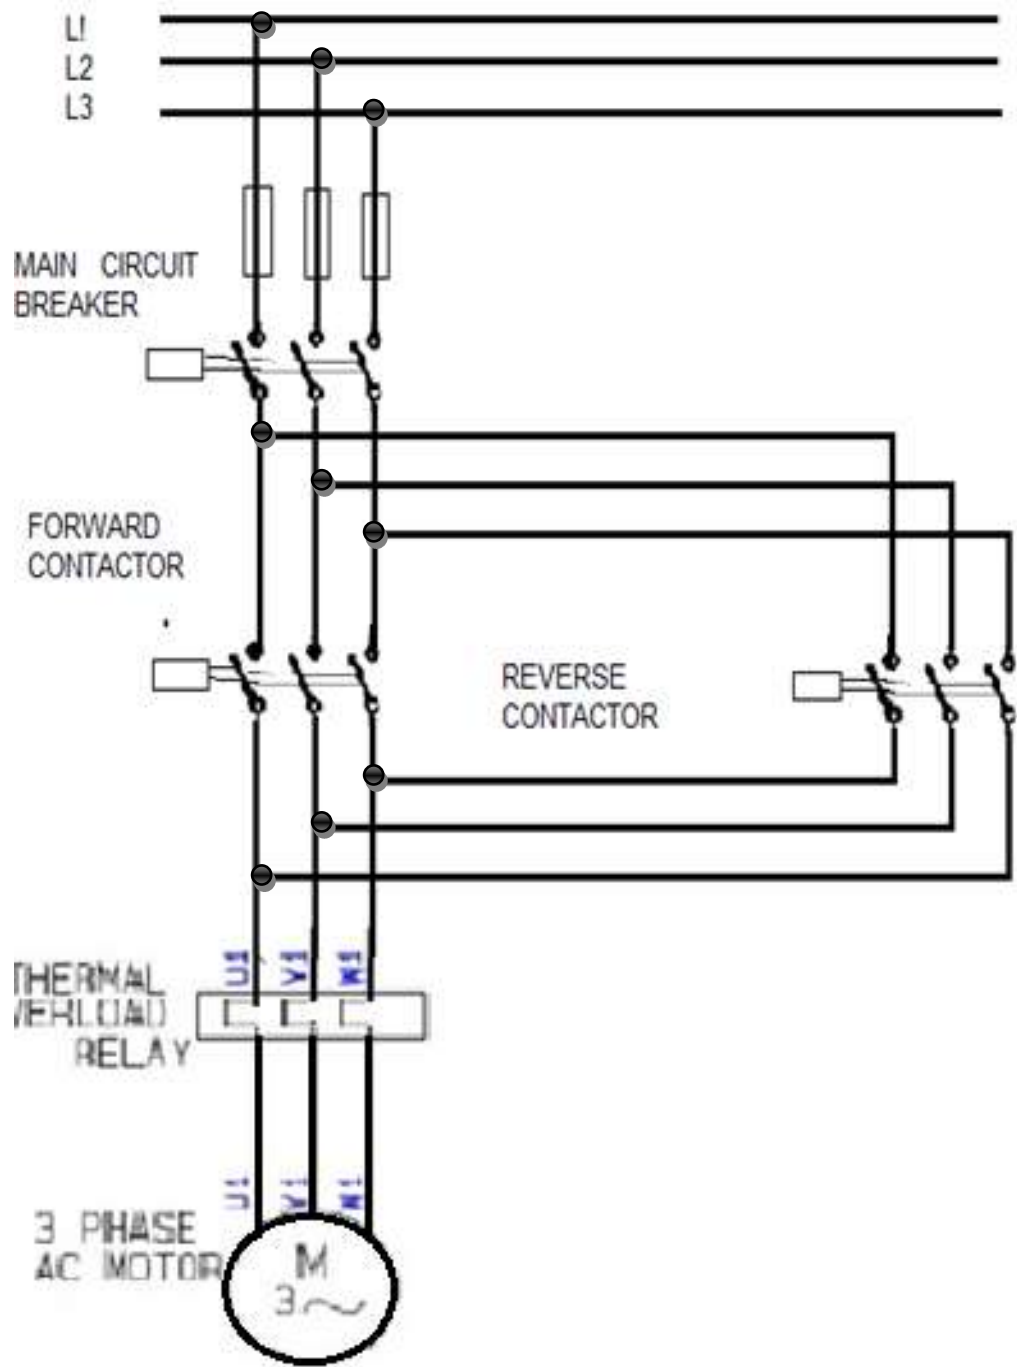 L1
L2
L3
MAIN CIRCUIT
BREAKER
FORWARD
CONTACTOR
REVERSE
CONTACTOR
U1 V1 W1
THERMAL
VERLOAD
RELAY
U1 V1 W1
3 PHASE
AC MOTOR
M
3~